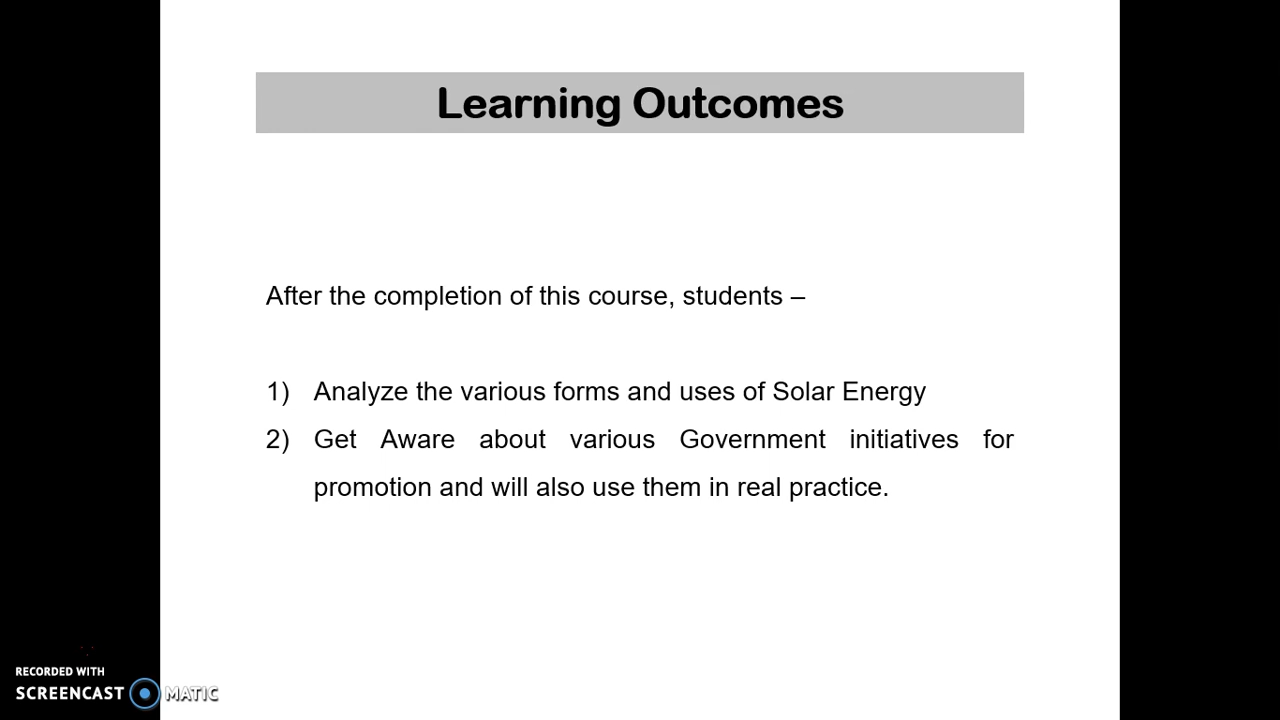 Learning Outcomes
After the completion of this course, students –
1) Analyze the various forms and uses of Solar Energy
2) Get Aware about various Government initiatives for
promotion and will also use them in real practice.
RECORDED WITH
SCREENCAST MATIC